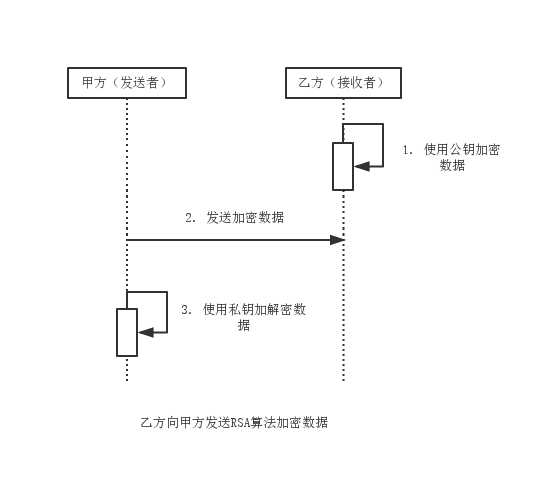 甲方（发送者）
乙方（接收者）
1. 使用公钥加密
数据
2. 发送加密数据
3. 使用私钥加解密数
据
乙方向甲方发送RSA算法加密数据